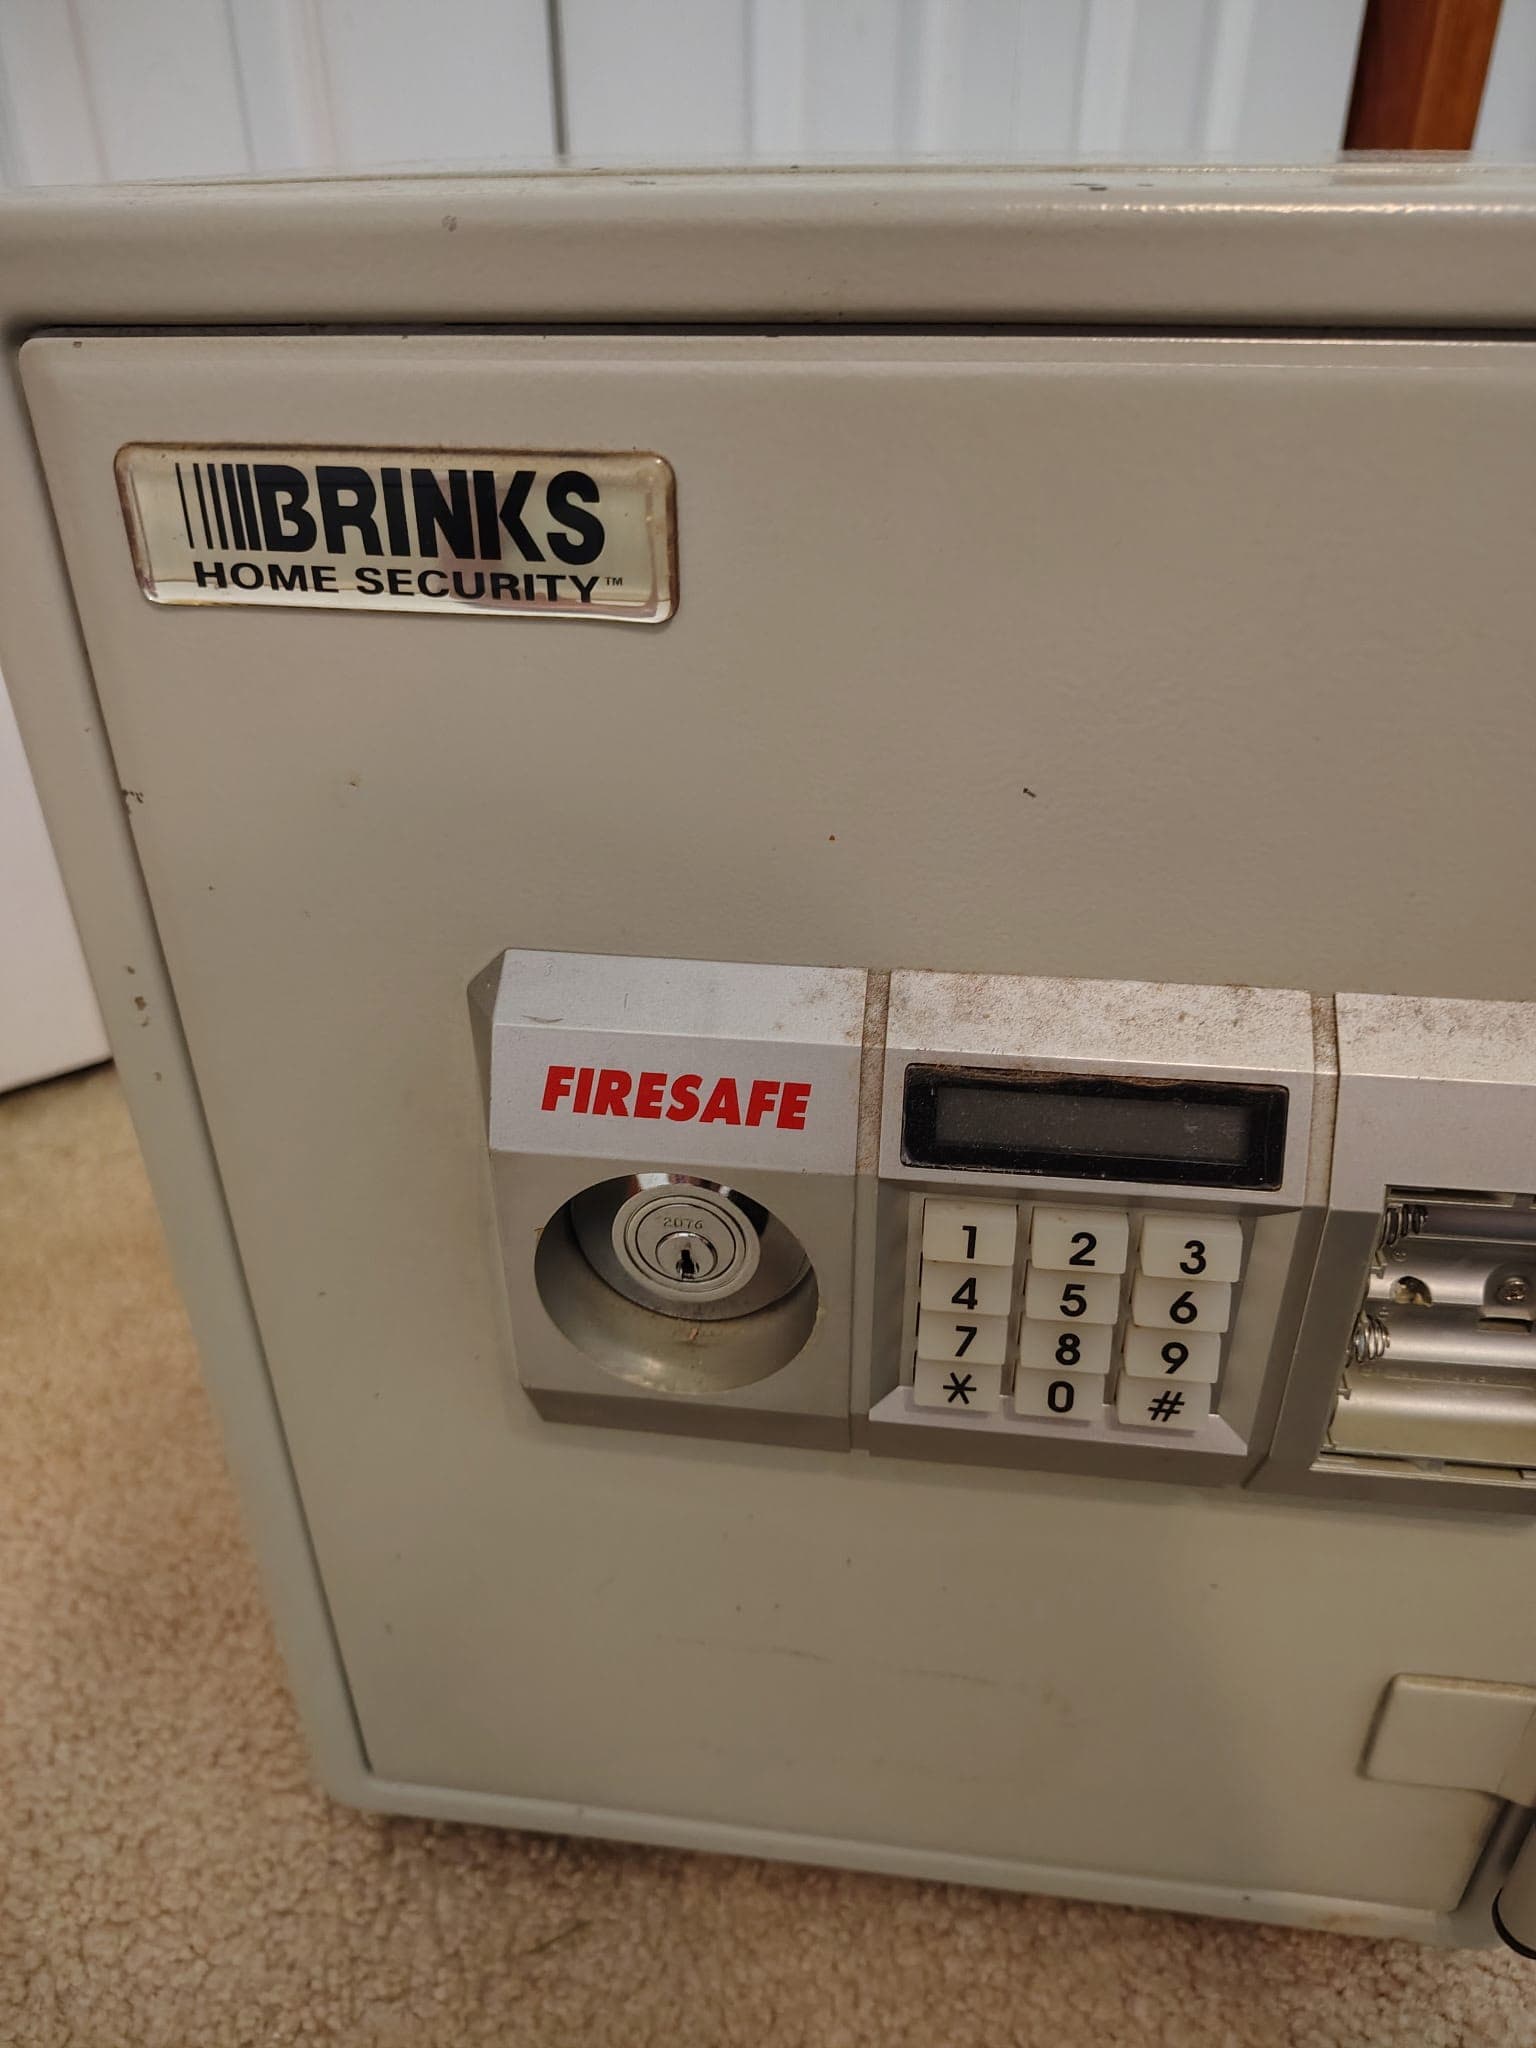 BRINKS
HOME SECURITY™
FIRESAFE
2076
1 2 3
4 5 6
7 8 9
* 0 #